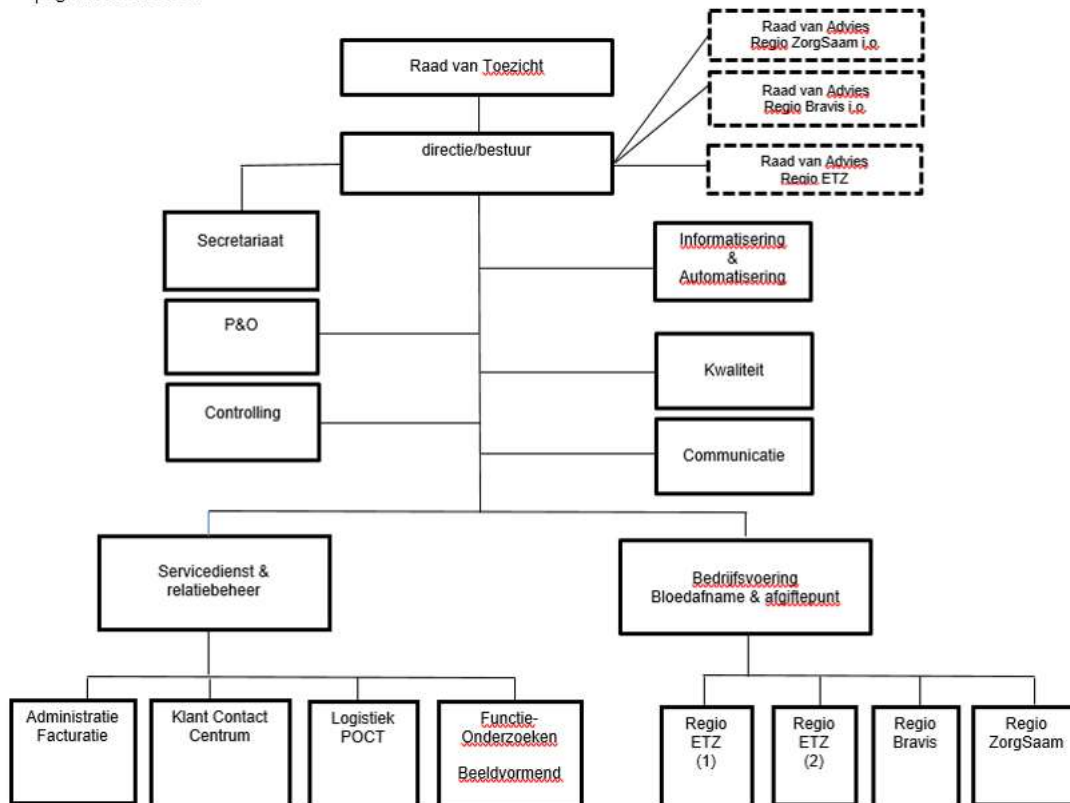 Raad van Advies
Regio ZorgSaam i.o.
Raad van Toezicht
Raad van Advies
Regio Bravis i.o.
directie/bestuur
Raad van Advies
Regio ETZ
Secretariaat
Informatisering
&
Automatisering
P&O
Kwaliteit
Controlling
Communicatie
Servicedienst &
relatiebeheer
Bedrijfsvoering
Bloedafname & afgiftepunt
Administratie
Facturatie
Klant Contact
Centrum
Logistiek
POCT
Functie-
Onderzoeken
Beeldvormend
Regio
ETZ
(1)
Regio
ETZ
(2)
Regio
Bravis
Regio
ZorgSaam